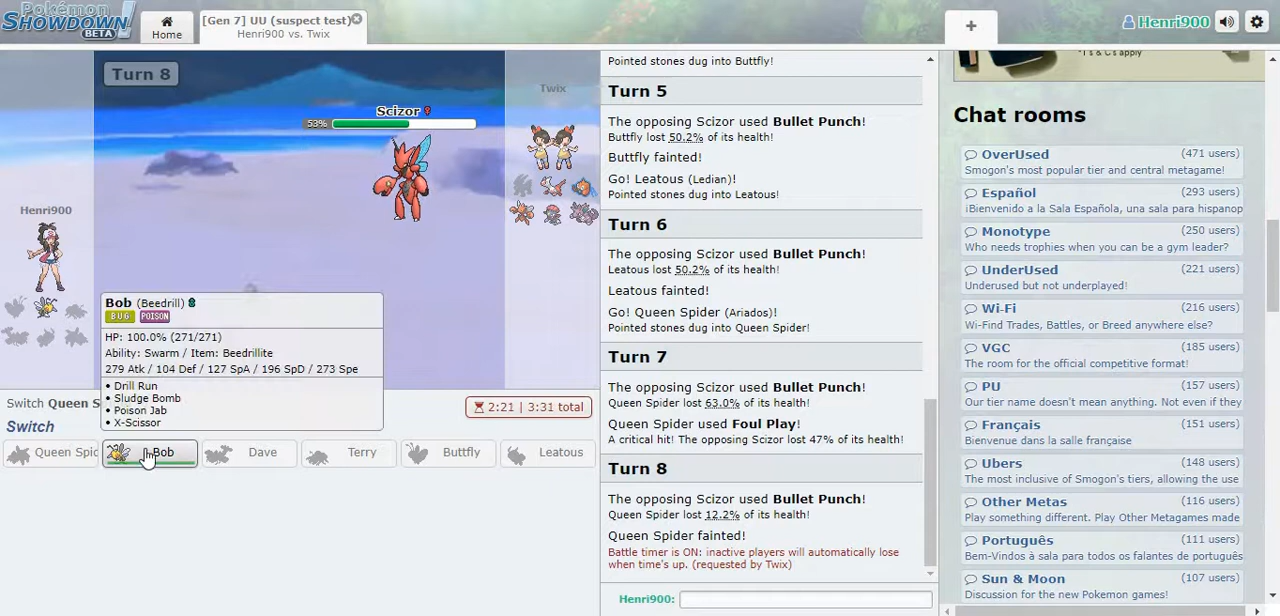 Pokémon
SHOWDOWN!
BETA
Home
[Gen 7] UU (suspect test)
Henri900 vs. Twix
+
Henri900
Turn 8
Scizor
53%
Twix
Henri900
Bob (Beedrill)
BUG POISON
HP: 100.0% (271/271)
Ability: Swarm / Item: Beedrillite
279 Atk / 104 Def / 127 SpA / 196 SpD / 273 Spe
• Drill Run
• Sludge Bomb
• Poison Jab
• X-Scissor
Switch Queen S
2:21 | 3:31 total
Switch
Queen Spid
Bob
Dave
Terry
Buttfly
Leatous
Pointed stones dug into Buttfly!
Turn 5
The opposing Scizor used Bullet Punch!
Buttfly lost 50.2% of its health!
Buttfly fainted!
Go! Leatous (Ledian)!
Pointed stones dug into Leatous!
Turn 6
The opposing Scizor used Bullet Punch!
Leatous lost 50.2% of its health!
Leatous fainted!
Go! Queen Spider (Ariados)!
Pointed stones dug into Queen Spider!
Turn 7
The opposing Scizor used Bullet Punch!
Queen Spider lost 63.0% of its health!
Queen Spider used Foul Play!
A critical hit! The opposing Scizor lost 47% of its health!
Turn 8
The opposing Scizor used Bullet Punch!
Queen Spider lost 12.2% of its health!
Queen Spider fainted!
Battle timer is ON: inactive players will automatically lose
when time's up. (requested by Twix)
Henri900:
T's & C's apply
Chat rooms
OverUsed (471 users)
Smogon's most popular tier and central metagame!
Español (293 users)
¡Bienvenido a la Sala Española, una sala para hispanop
Monotype (250 users)
Who needs trophies when you can be a gym leader?
UnderUsed (221 users)
Underused but not underplayed!
Wi-Fi (216 users)
Wi-Find Trades, Battles, or Breed anywhere else?
VGC (185 users)
The room for the official competitive format!
PU (157 users)
Our tier name doesn't mean anything. Not even if they
Français (151 users)
Bienvenue dans la salle française
Ubers (148 users)
The most inclusive of Smogon's tiers, allowing the use
Other Metas (116 users)
Play something different. Play Other Metagames made
Português (111 users)
Bem-Vindos à sala para todos os falantes de português
Sun & Moon (107 users)
Discussion for the new Pokemon games!